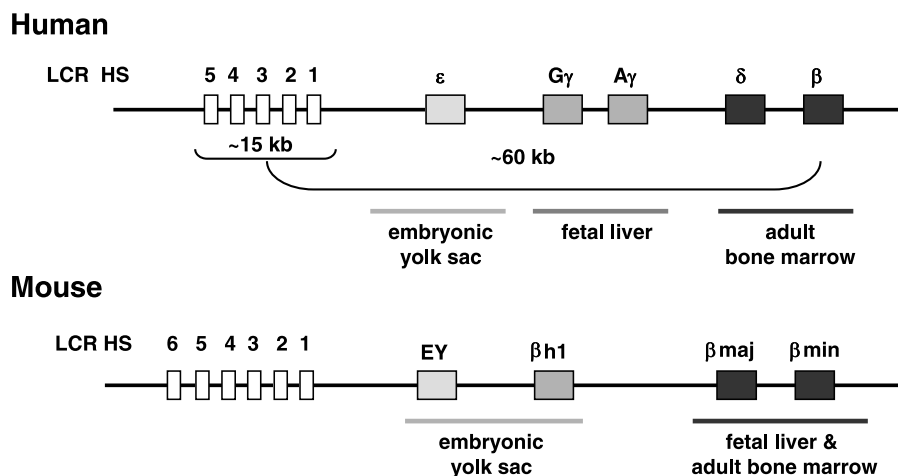 Human
LCR HS 5 4 3 2 1 ε Gγ Aγ δ β
~15 kb
~60 kb
embryonic
yolk sac
fetal liver
adult
bone marrow
Mouse
LCR HS 6 5 4 3 2 1 EY βh1 βmaj βmin
embryonic
yolk sac
fetal liver &
adult bone marrow